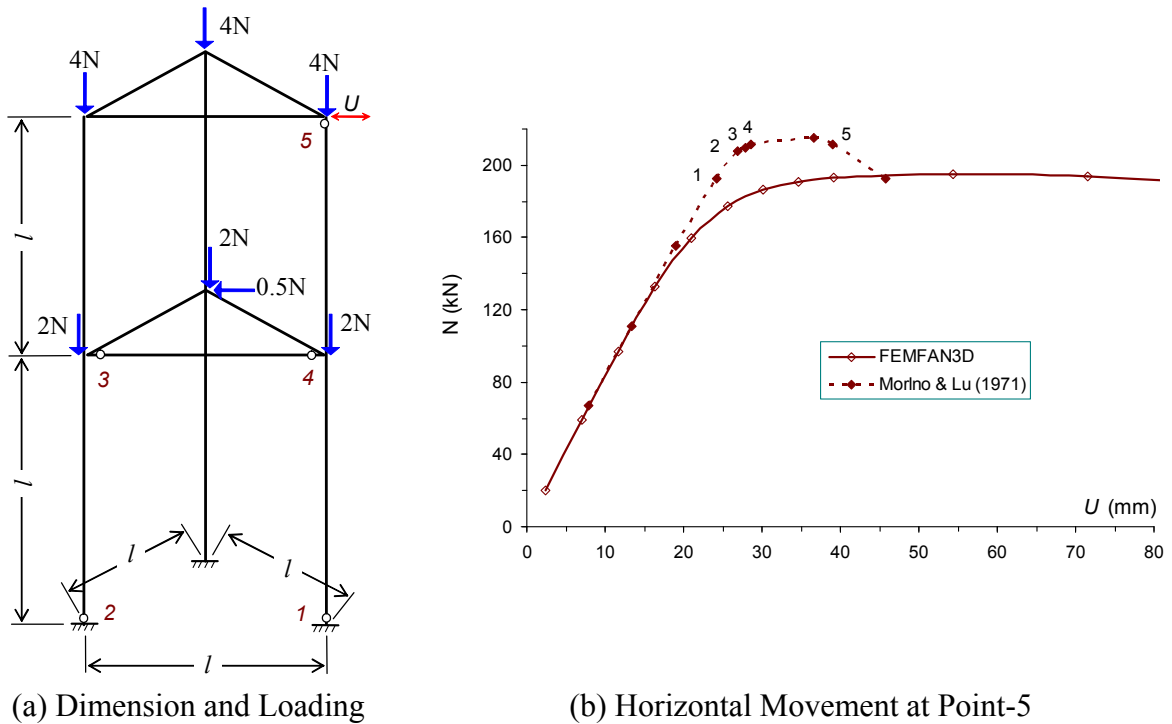 4N
4N
4N
U
5
l
2N
0.5N
2N
2N
3
4
l
l
l
2
1
l
(a) Dimension and Loading
N (kN)
200
160
120
80
40
0
0 10 20 30 40 50 60 70 80
U (mm)
1
2
3
4
5
FEMFAN3D
Morlno & Lu (1971)
(b) Horizontal Movement at Point-5